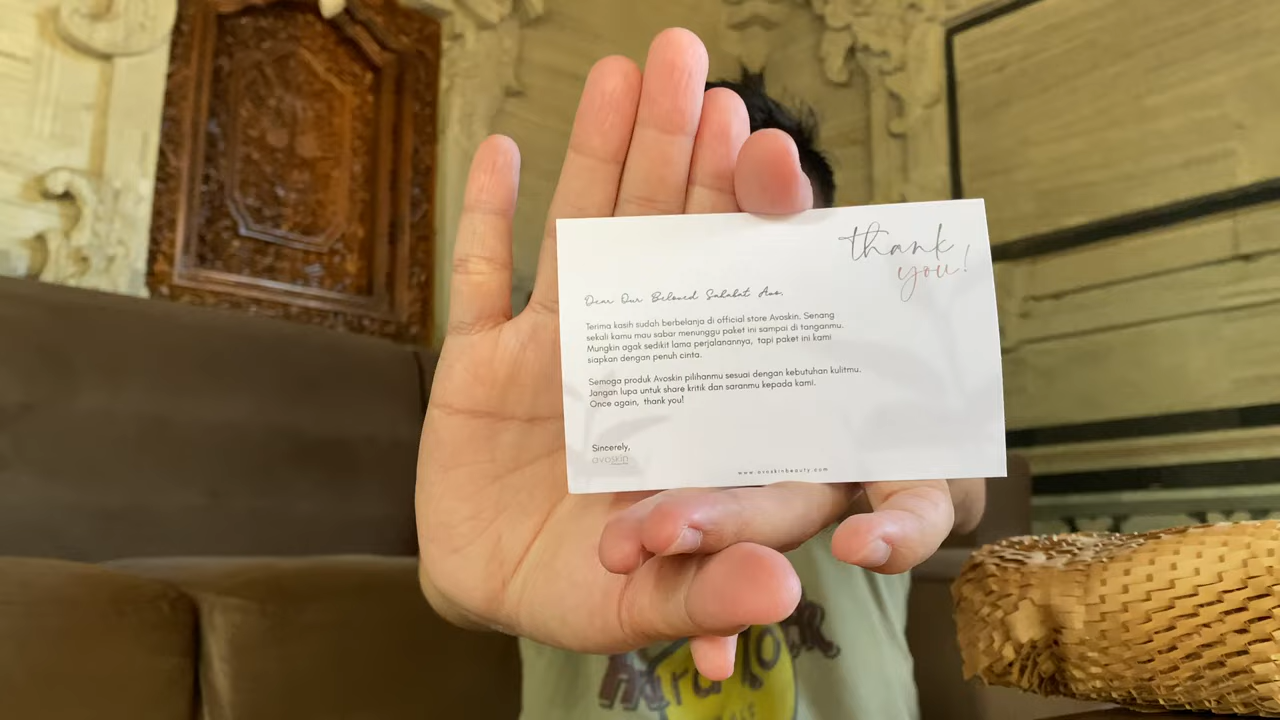 thank
you!
Dear Our Beloved Sahabat Avo,
Terima kasih sudah berbelanja di official store Avoskin. Senang
sekali kamu mau sabar menunggu paket ini sampai di tanganmu.
Mungkin agak sedikit lama perjalanannya, tapi paket ini kami
siapkan dengan penuh cinta.
Semoga produk Avoskin pilihanmu sesuai dengan kebutuhan kulitmu.
Jangan lupa untuk share kritik dan saranmu kepada kami.
Once again, thank you!
Sincerely,
avoskin
www.avoskinbeauty.com